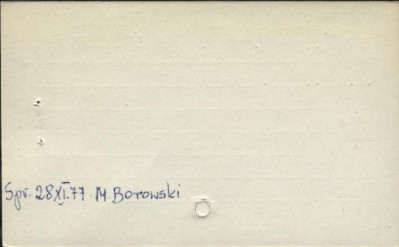 Spr. 28 XI. 77. M. Borowski